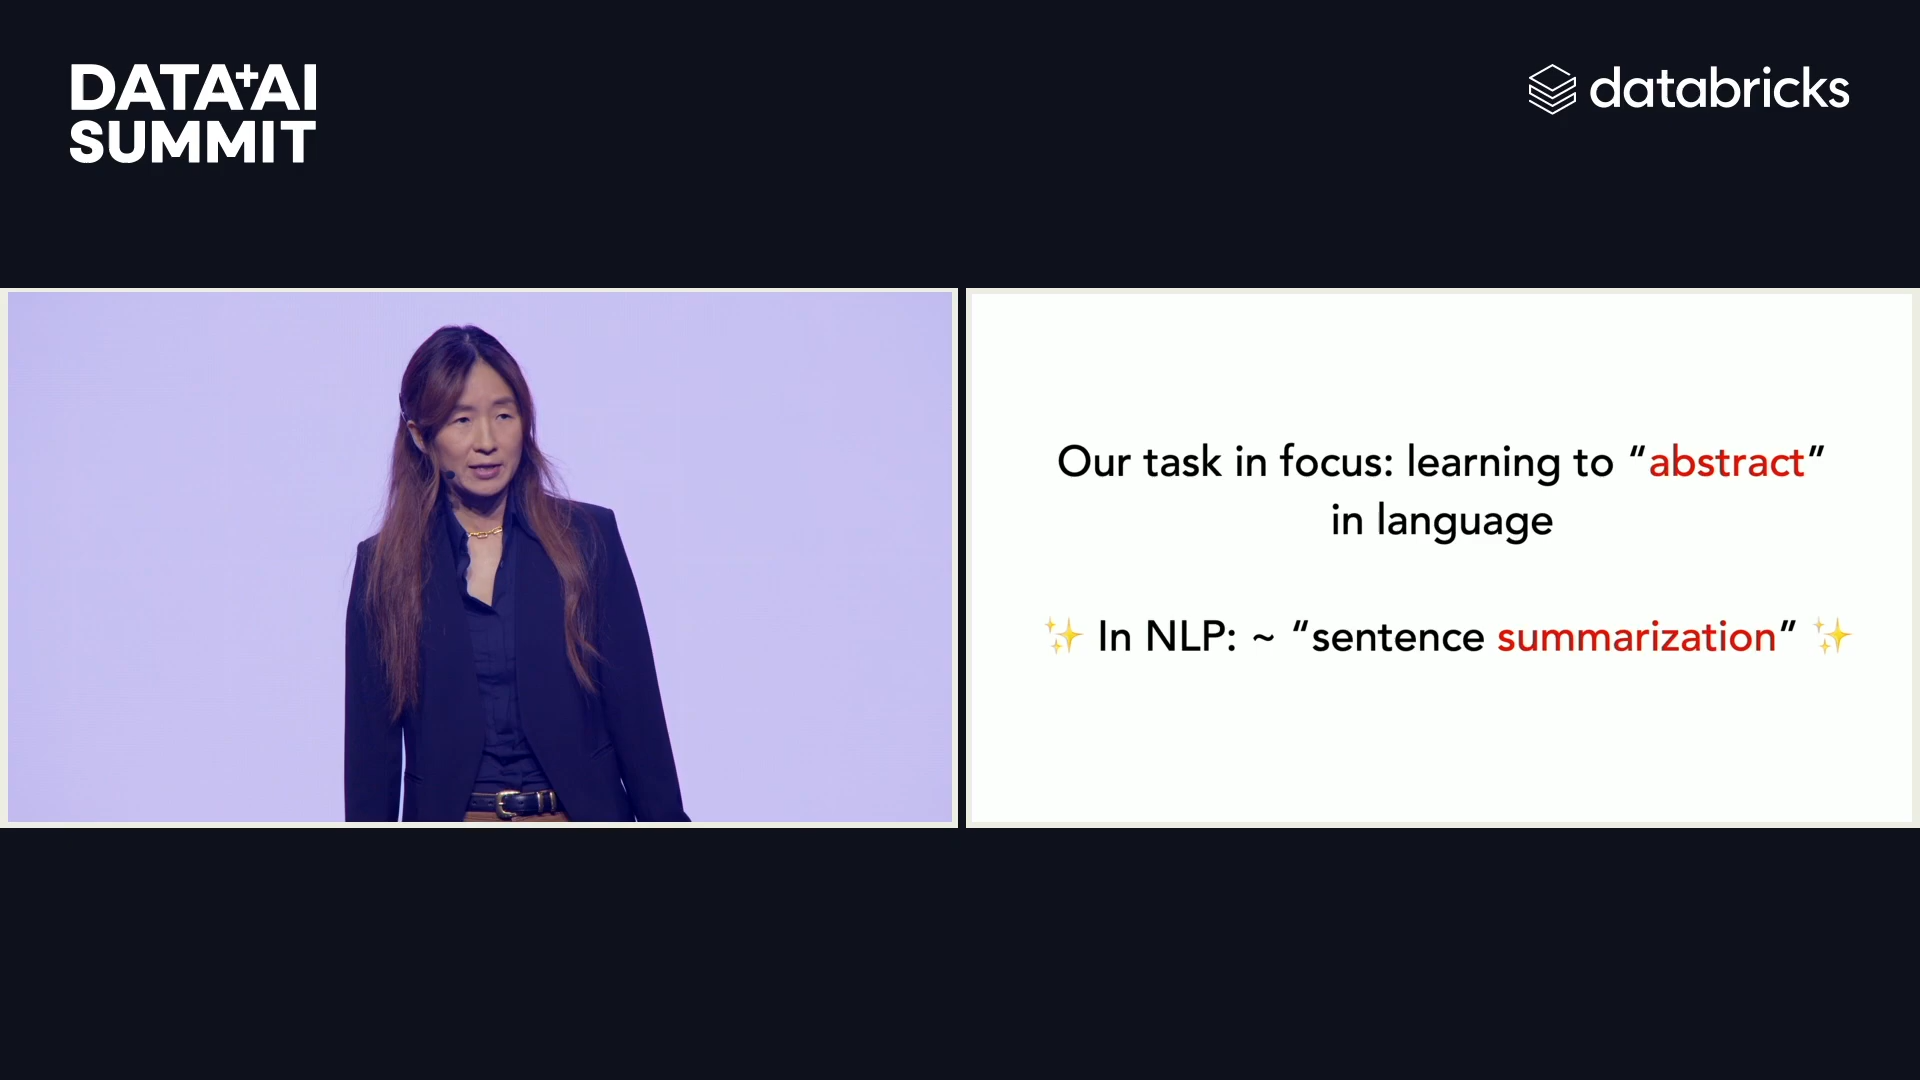 DATA+AI
SUMMIT
databricks
Our task in focus: learning to “abstract”
in language
✨ In NLP: ~ “sentence summarization” ✨